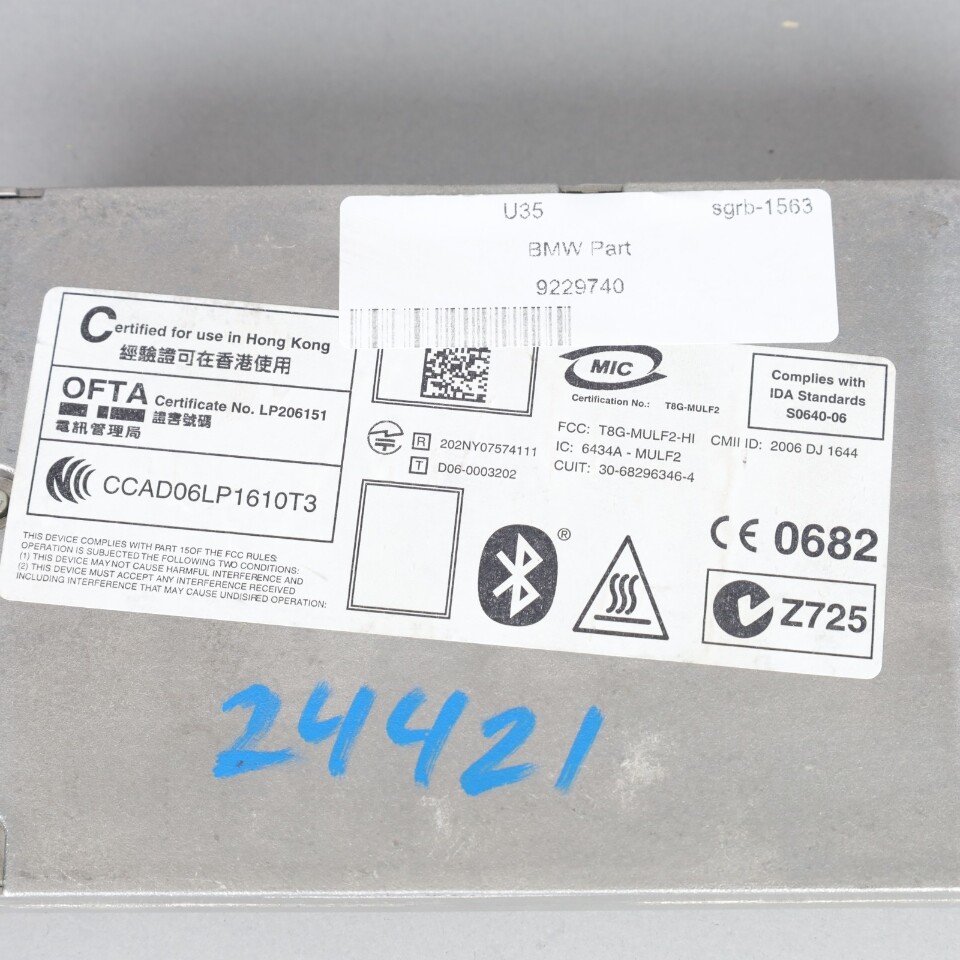 U35 sgrb-1563
BMW Part
9229740
Certified for use in Hong Kong
經驗證可在香港使用
OFTA Certificate No. LP206151
電訊管理局 證書號碼
CCAD06LP1610T3
THIS DEVICE COMPLIES WITH PART 15OF THE FCC RULES:
OPERATION IS SUBJECTED THE FOLLOWING TWO CONDITIONS:
(1) THIS DEVICE MAY NOT CAUSE HARMFUL INTERFERENCE AND
(2) THIS DEVICE MUST ACCEPT ANY INTERFERENCE RECEIVED
INCLUDING INTERFERENCE THAT MAY CAUSE UNDISIRED OPERATION:
R 202NY07574111
T D06-0003202
MIC
Certification No.: T8G-MULF2
FCC: T8G-MULF2-HI
IC: 6434A - MULF2
CUIT: 30-68296346-4
CMII ID: 2006 DJ 1644
Complies with
IDA Standards
S0640-06
®
CE 0682
Z725
24421